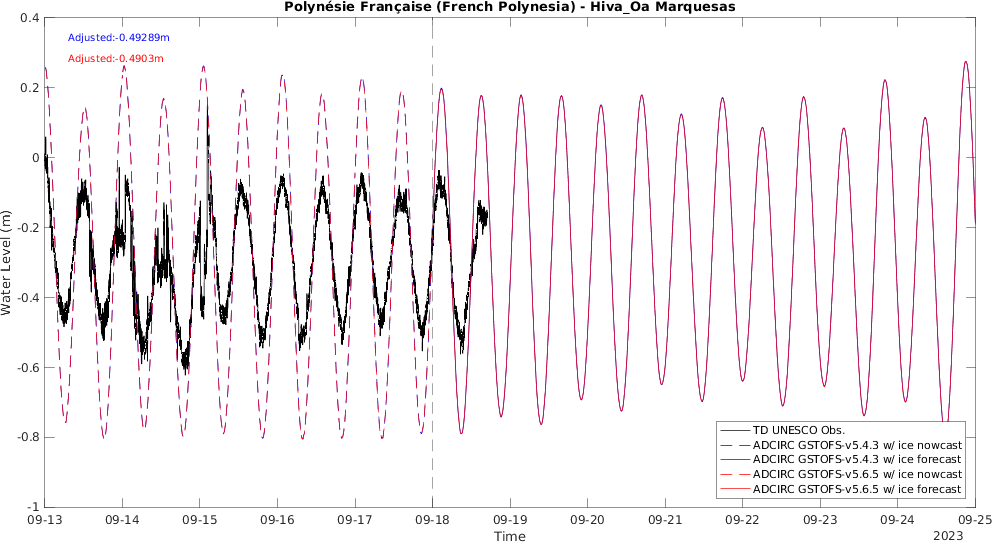 Polynésie Française (French Polynesia) - Hiva_Oa Marquesas
Adjusted:-0.49289m
Adjusted:-0.4903m
0.4
0.2
0
-0.2
-0.4
-0.6
-0.8
-1
Water Level (m)
09-13 09-14 09-15 09-16 09-17 09-18 09-19 09-20 09-21 09-22 09-23 09-24 09-25
Time
2023
TD UNESCO Obs.
ADCIRC GSTOFS-v5.4.3 w/ ice nowcast
ADCIRC GSTOFS-v5.4.3 w/ ice forecast
ADCIRC GSTOFS-v5.6.5 w/ ice nowcast
ADCIRC GSTOFS-v5.6.5 w/ ice forecast